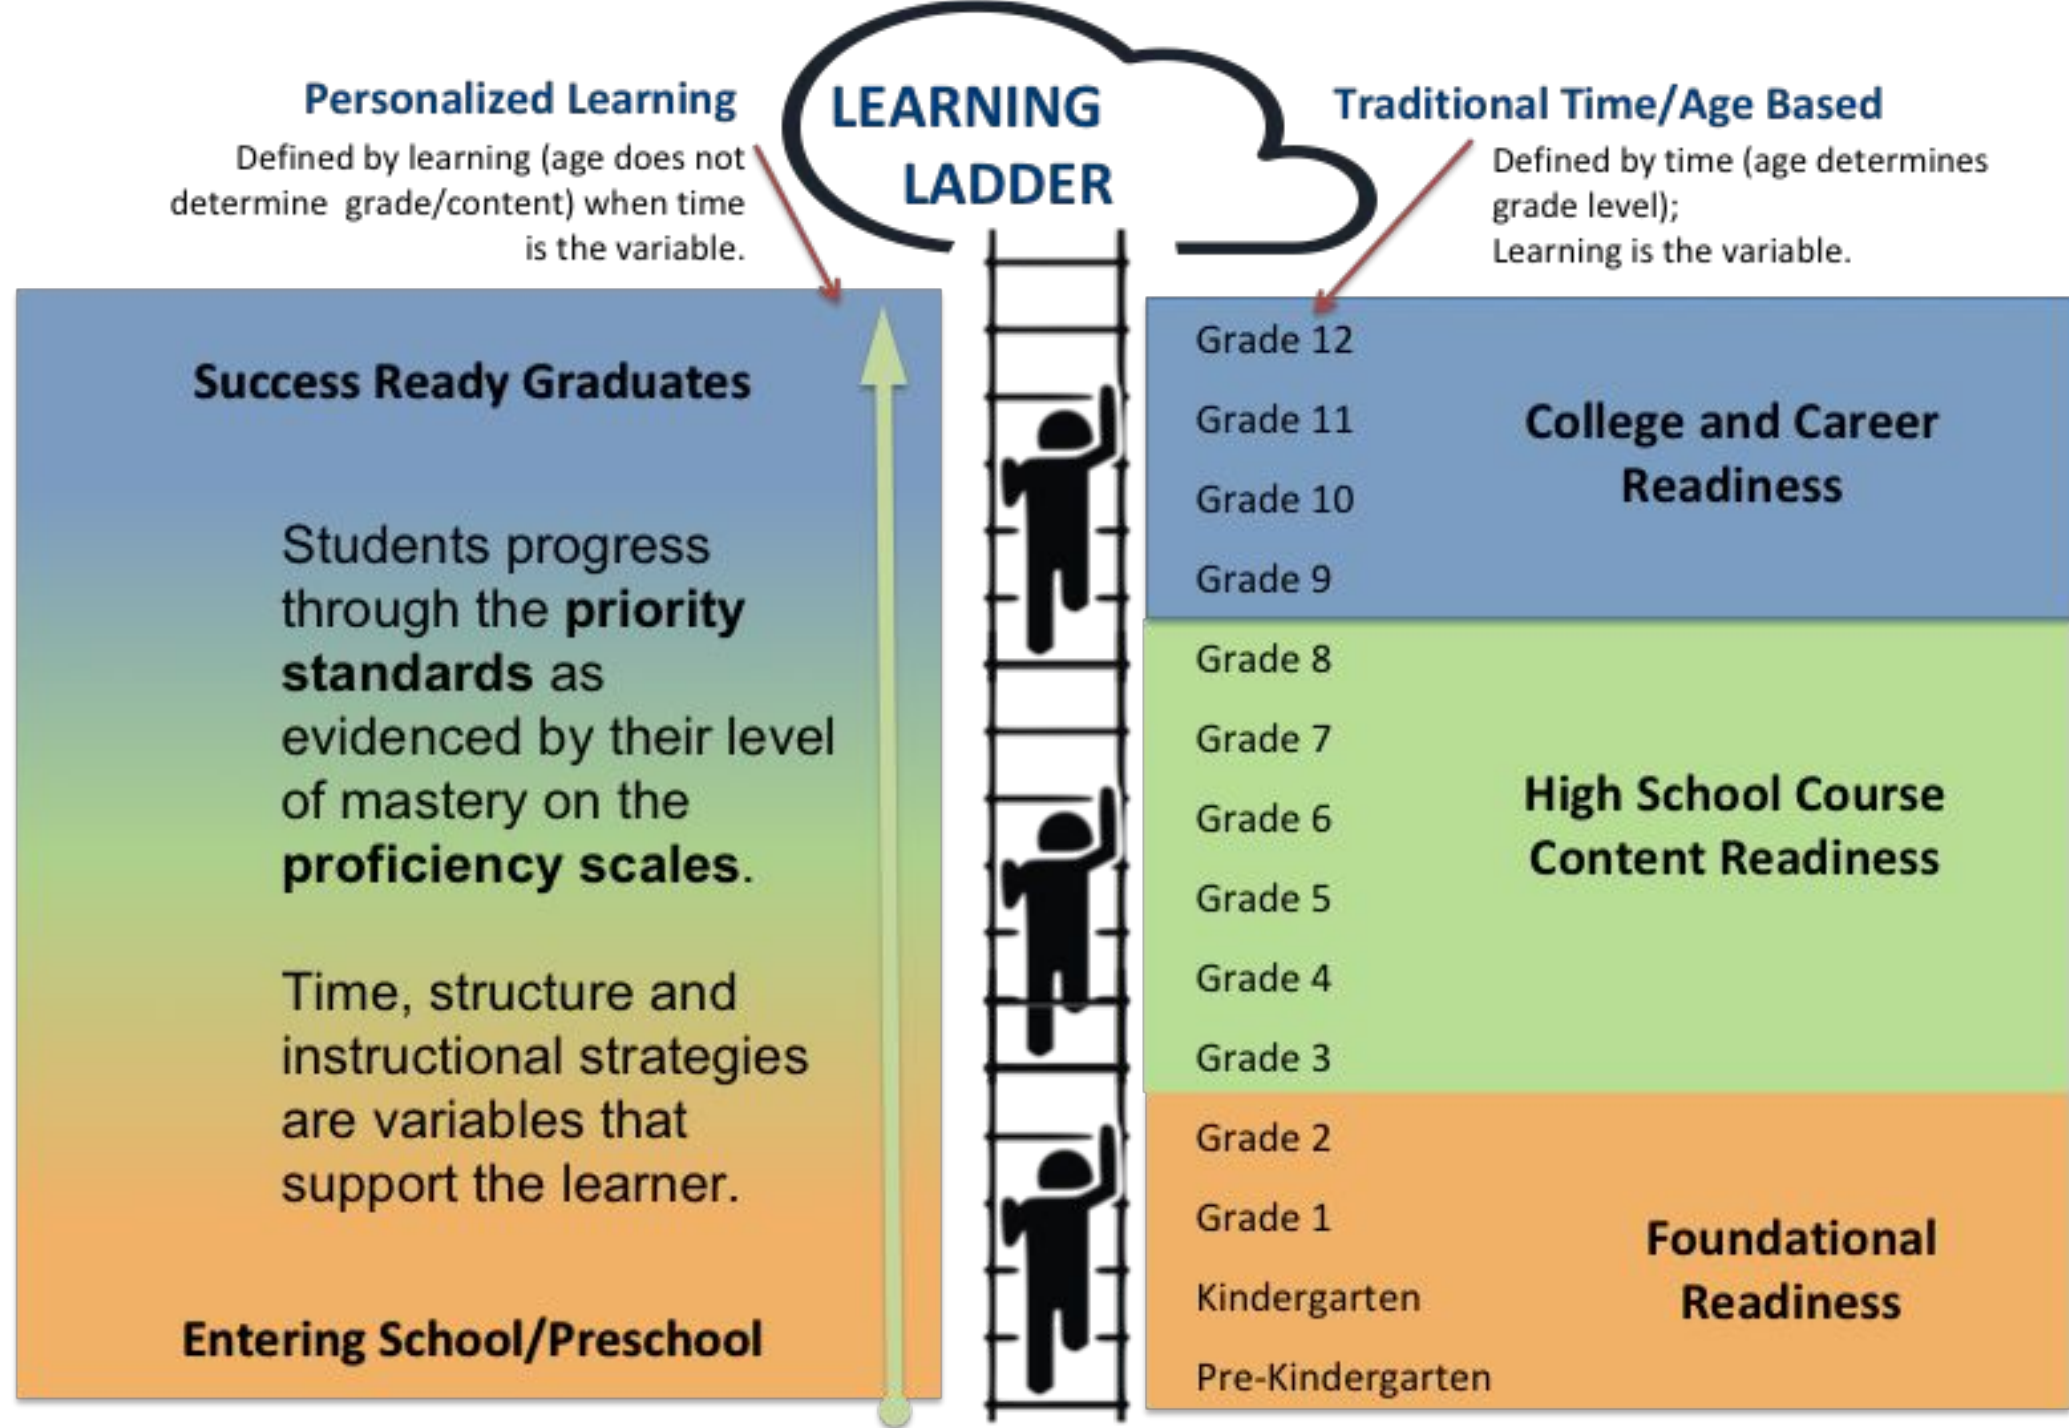 LEARNING
LADDER
Personalized Learning
Defined by learning (age does not
determine grade/content) when time
is the variable.
Success Ready Graduates
Students progress
through the priority
standards as
evidenced by their level
of mastery on the
proficiency scales.
Time, structure and
instructional strategies
are variables that
support the learner.
Entering School/Preschool
Traditional Time/Age Based
Defined by time (age determines
grade level);
Learning is the variable.
Grade 12
Grade 11
Grade 10
Grade 9
College and Career
Readiness
Grade 8
Grade 7
Grade 6
Grade 5
Grade 4
Grade 3
High School Course
Content Readiness
Grade 2
Grade 1
Kindergarten
Pre-Kindergarten
Foundational
Readiness